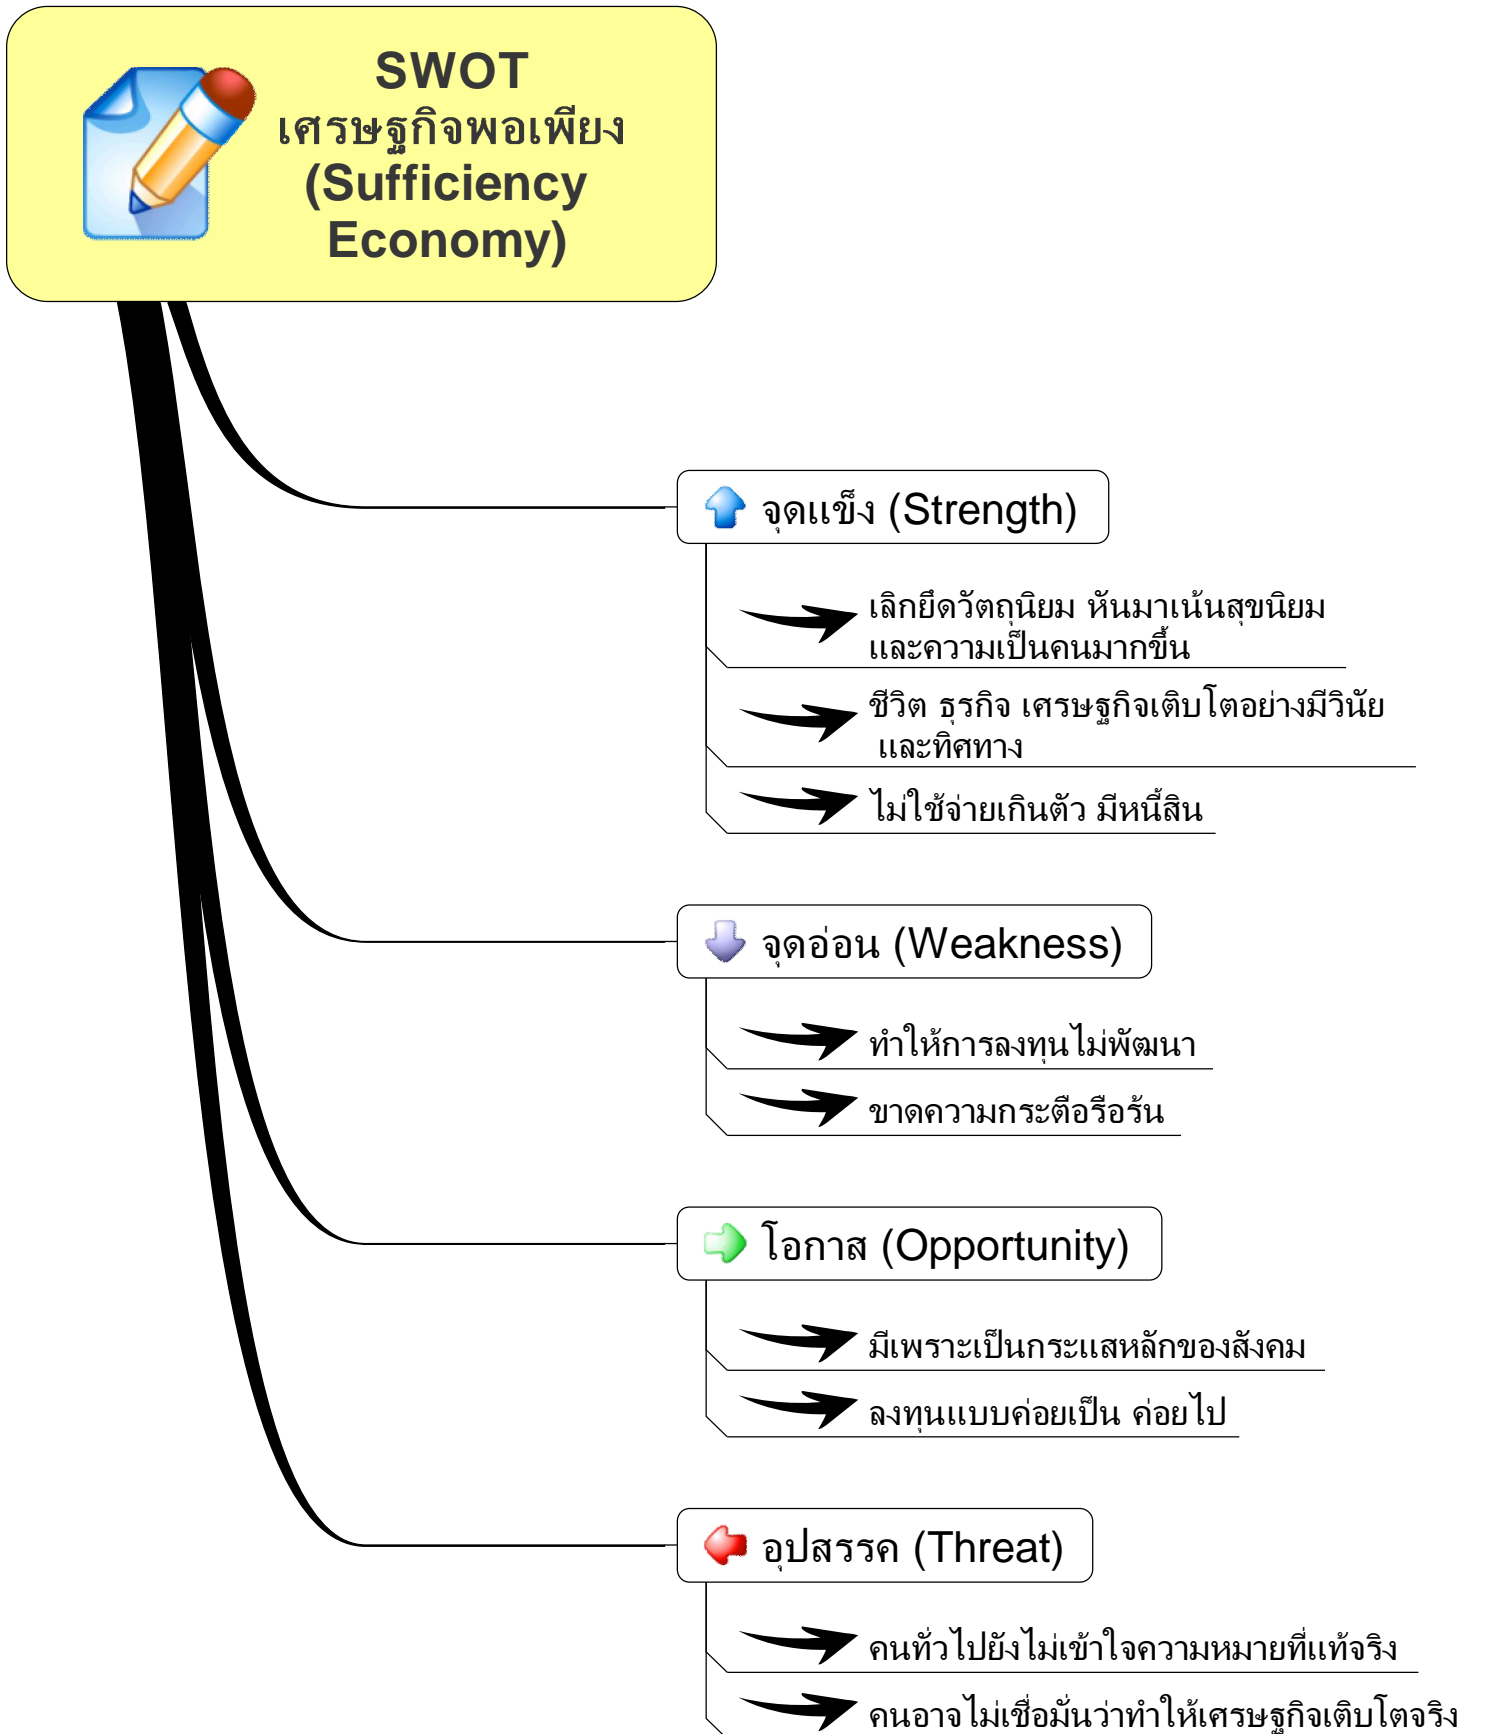 SWOT
เศรษฐกิจพอเพียง
(Sufficiency
Economy)
จุดแข็ง (Strength)
เลิกยึดวัตถุนิยม หันมาเน้นสุขนิยม
และความเป็นคนมากขึ้น
ชีวิต ธุรกิจ เศรษฐกิจเติบโตอย่างมีวินัย
และทิศทาง
ไม่ใช้จ่ายเกินตัว มีหนี้สิน
จุดอ่อน (Weakness)
ทำให้การลงทุนไม่พัฒนา
ขาดความกระตือรือร้น
โอกาส (Opportunity)
มีเพราะเป็นกระแสหลักของสังคม
ลงทุนแบบค่อยเป็น ค่อยไป
อุปสรรค (Threat)
คนทั่วไปยังไม่เข้าใจความหมายที่แท้จริง
คนอาจไม่เชื่อมั่นว่าทำให้เศรษฐกิจเติบโตจริง